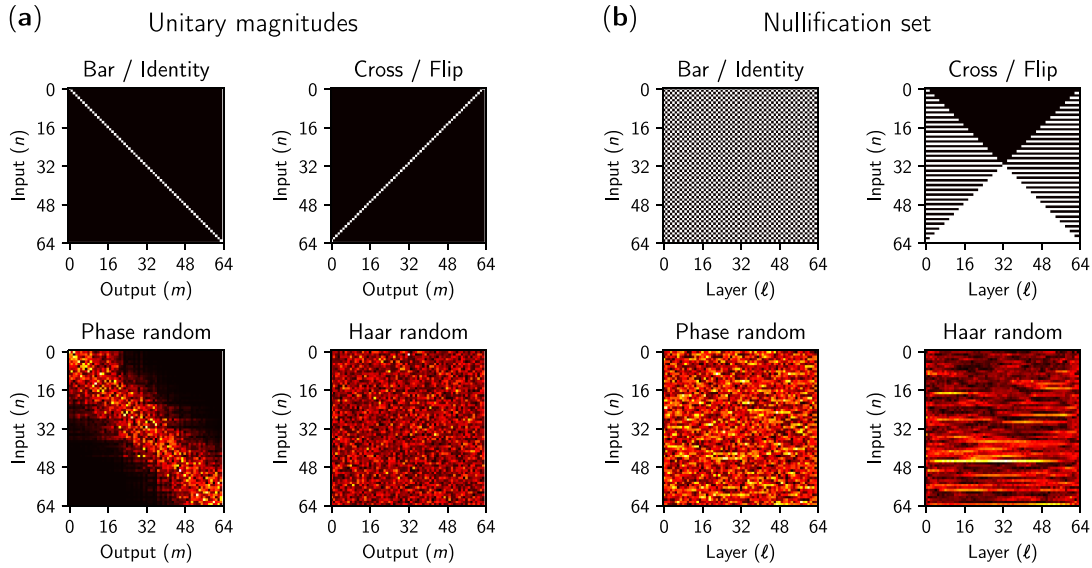 (a) Unitary magnitudes
Bar / Identity
0
16
32
48
64
Input (n)
0 16 32 48 64
Output (m)
Cross / Flip
0
16
32
48
64
Input (n)
0 16 32 48 64
Output (m)
Phase random
0
16
32
48
64
Input (n)
0 16 32 48 64
Output (m)
Haar random
0
16
32
48
64
Input (n)
0 16 32 48 64
Output (m)
(b) Nullification set
Bar / Identity
0
16
32
48
64
Input (n)
0 16 32 48 64
Layer (ℓ)
Cross / Flip
0
16
32
48
64
Input (n)
0 16 32 48 64
Layer (ℓ)
Phase random
0
16
32
48
64
Input (n)
0 16 32 48 64
Layer (ℓ)
Haar random
0
16
32
48
64
Input (n)
0 16 32 48 64
Layer (ℓ)